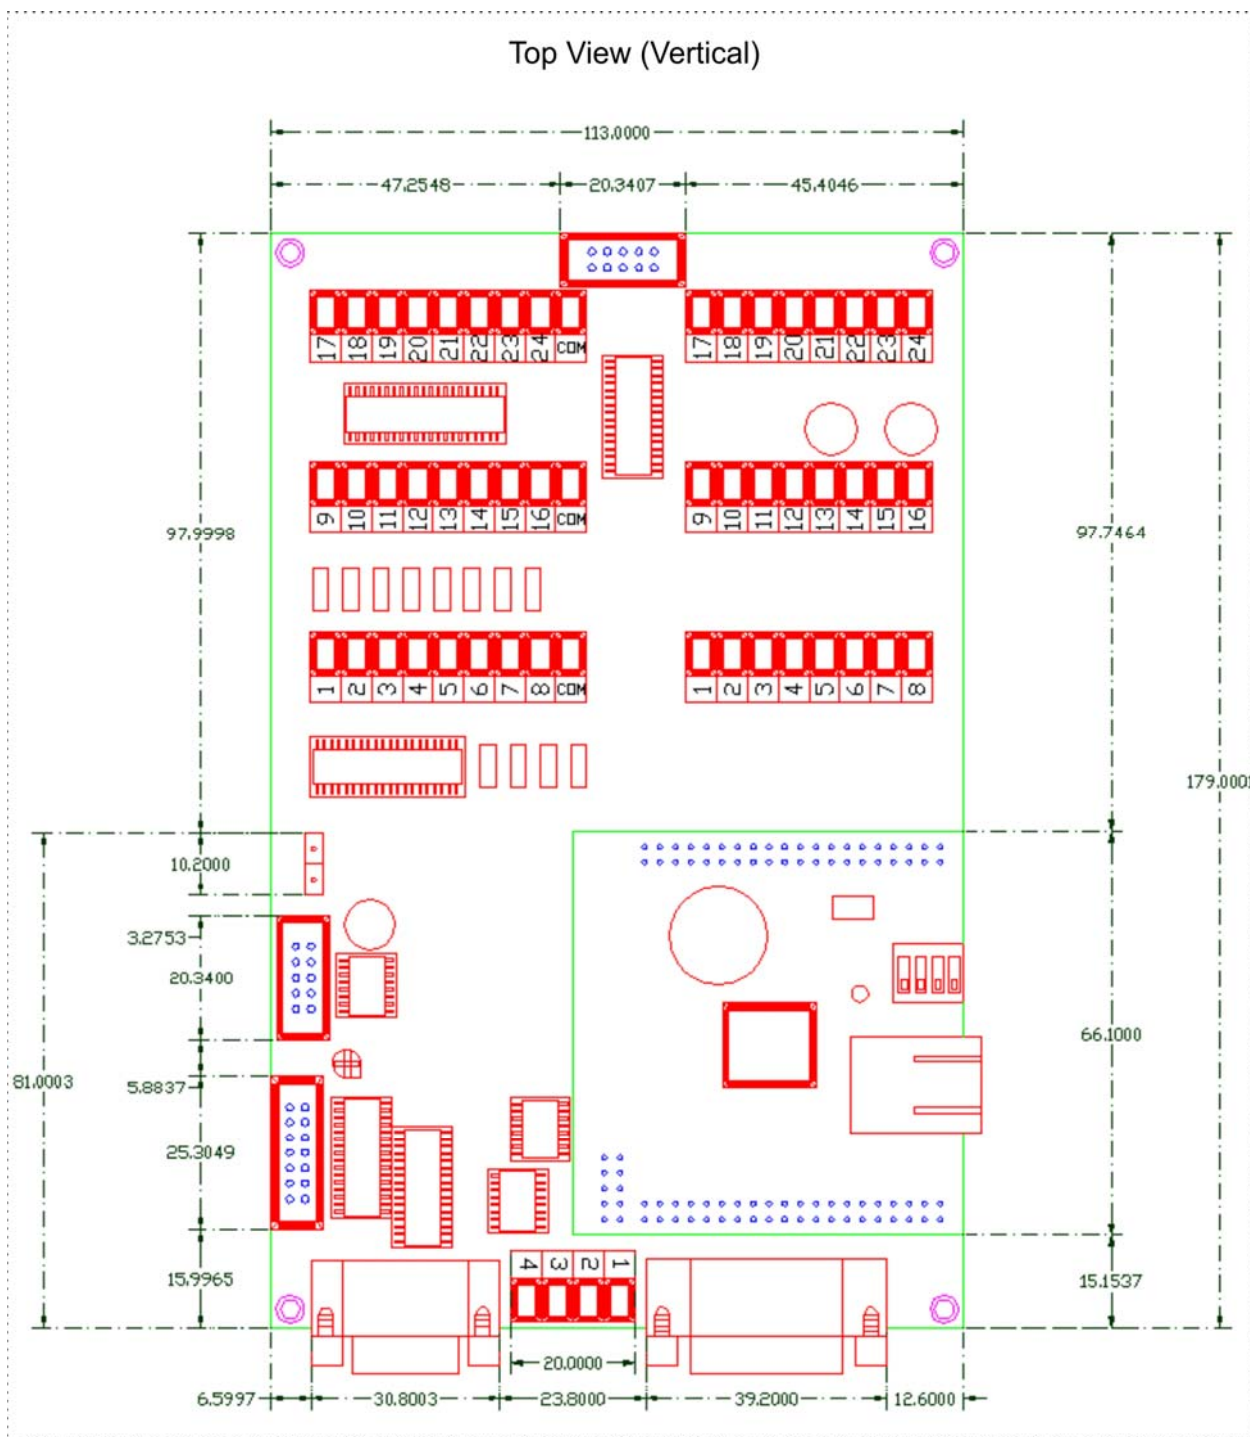 Top View (Vertical)
113.0000
47.2548 20.3407 45.4046
17 18 19 20 21 22 23 24 COM
17 18 19 20 21 22 23 24
9 10 11 12 13 14 15 16 COM
9 10 11 12 13 14 15 16
97.9998
97.7464
1 2 3 4 5 6 7 8 COM
1 2 3 4 5 6 7 8
179.000
10.2000
3.2753
20.3400
66.1000
81.0003
5.8837
25.3049
15.9965
4 3 2 1
15.1537
20.0000
6.5997 30.8003 23.8000 39.2000 12.6000